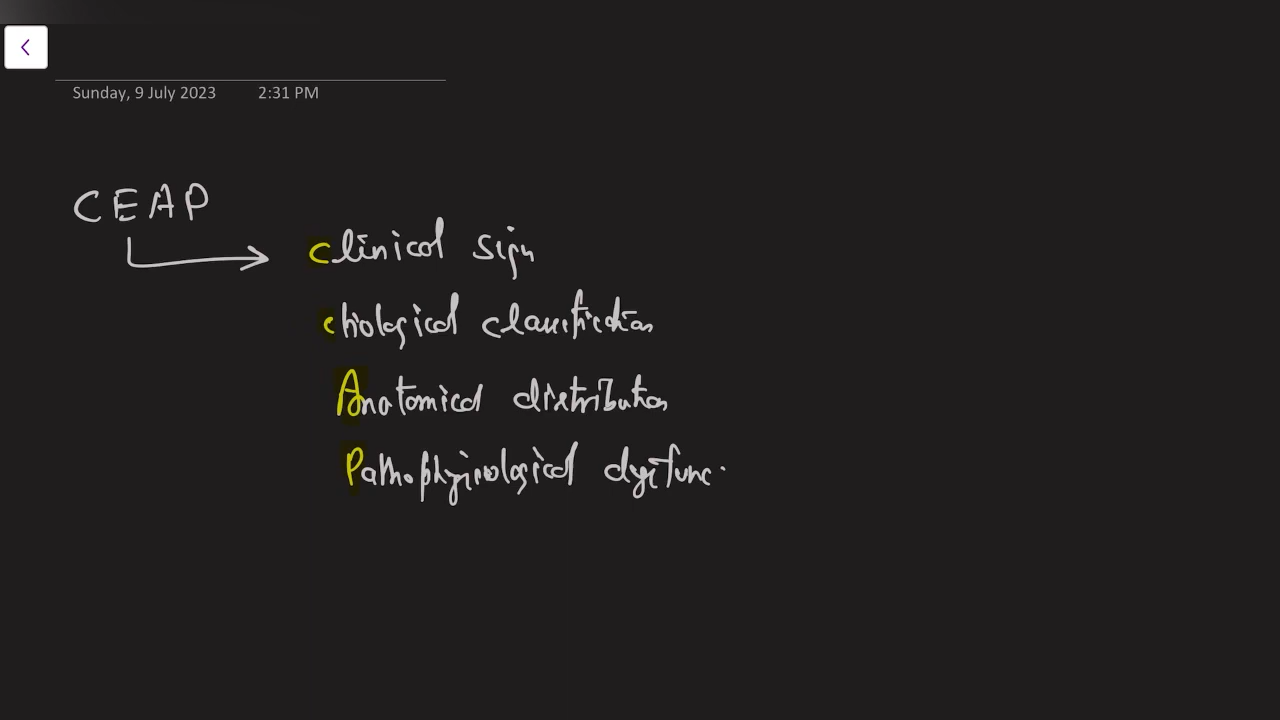 Sunday, 9 July 2023 2:31 PM
CEAP
clinical sign
etiological classification
Anatomical distribution
Pathophysiological dysfunc.